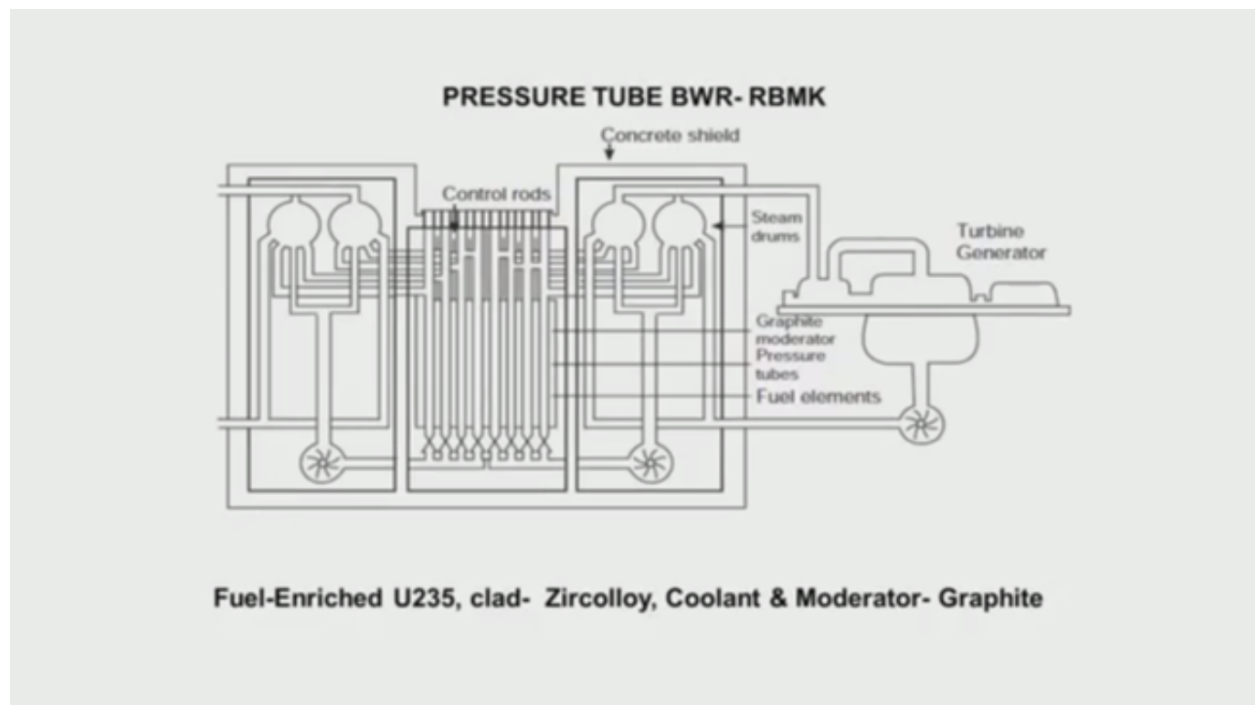 PRESSURE TUBE BWR- RBMK
Concrete shield
Control rods
Steam
drums
Turbine
Generator
Graphite
moderator
Pressure
tubes
Fuel elements
Fuel-Enriched U235, clad- Zircolloy, Coolant & Moderator- Graphite